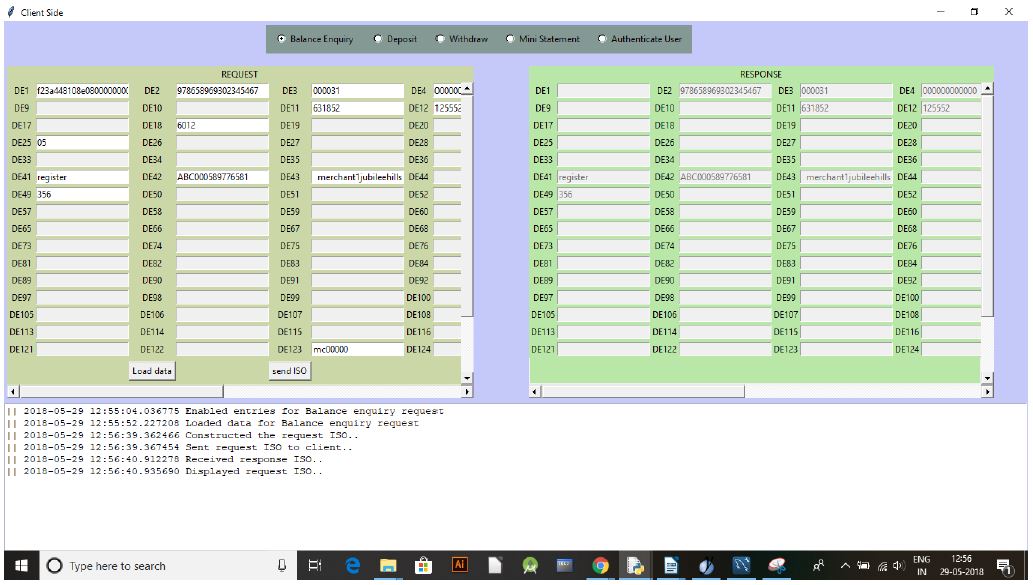 Client Side
Balance Enquiry Deposit Withdraw Mini Statement Authenticate User
REQUEST
DE1 f23a448108e0800000000 DE2 978658969302345467 DE3 000031 DE4 00000C
DE9 DE10 DE11 631852 DE12 125552
DE17 DE18 6012 DE19 DE20
DE25 05 DE26 DE27 DE28
DE33 DE34 DE35 DE36
DE41 register DE42 ABC000589776581 DE43 merchant1jubileehills DE44
DE49 356 DE50 DE51 DE52
DE57 DE58 DE59 DE60
DE65 DE66 DE67 DE68
DE73 DE74 DE75 DE76
DE81 DE82 DE83 DE84
DE89 DE90 DE91 DE92
DE97 DE98 DE99 DE100
DE105 DE106 DE107 DE108
DE113 DE114 DE115 DE116
DE121 DE122 DE123 mc00000 DE124
Load data send ISO
RESPONSE
DE1 DE2 978658969302345467 DE3 000031 DE4 000000000000
DE9 DE10 DE11 631852 DE12 125552
DE17 DE18 DE19 DE20
DE25 DE26 DE27 DE28
DE33 DE34 DE35 DE36
DE41 register DE42 ABC000589776581 DE43 merchant1jubileehills DE44
DE49 356 DE50 DE51 DE52
DE57 DE58 DE59 DE60
DE65 DE66 DE67 DE68
DE73 DE74 DE75 DE76
DE81 DE82 DE83 DE84
DE89 DE90 DE91 DE92
DE97 DE98 DE99 DE100
DE105 DE106 DE107 DE108
DE113 DE114 DE115 DE116
DE121 DE122 DE123 DE124
|| 2018-05-29 12:55:04.036775 Enabled entries for Balance enquiry request
|| 2018-05-29 12:55:52.227208 Loaded data for Balance enquiry request
|| 2018-05-29 12:56:39.362466 Constructed the request ISO..
|| 2018-05-29 12:56:39.367454 Sent request ISO to client..
|| 2018-05-29 12:56:40.912278 Received response ISO..
|| 2018-05-29 12:56:40.935690 Displayed request ISO..
Type here to search
Ai
ENG 12:56
IN 29-05-2018